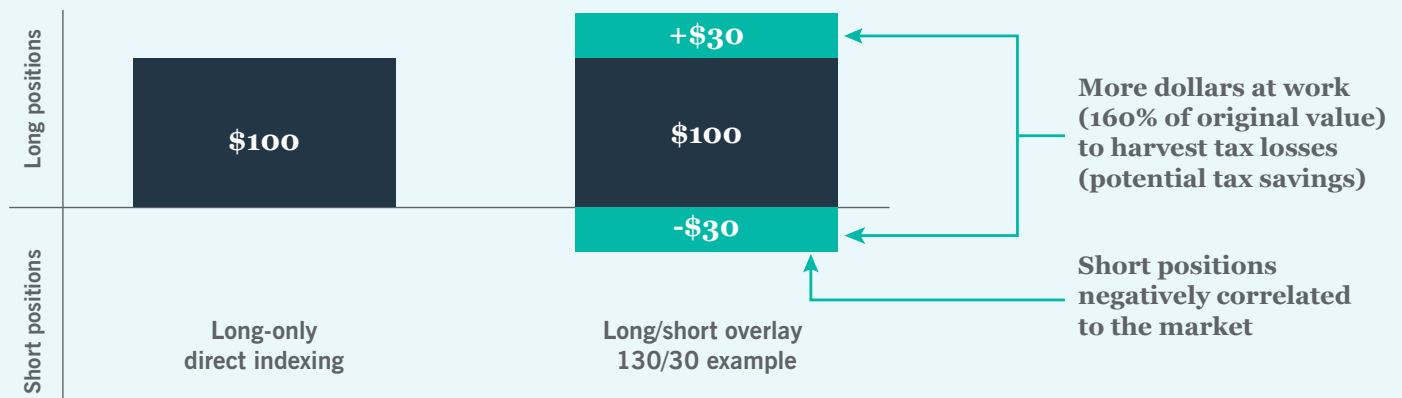 Long positions
Short positions
$100
+$30
$100
-$30
Long-only
direct indexing
Long/short overlay
130/30 example
More dollars at work
(160% of original value)
to harvest tax losses
(potential tax savings)
Short positions
negatively correlated
to the market